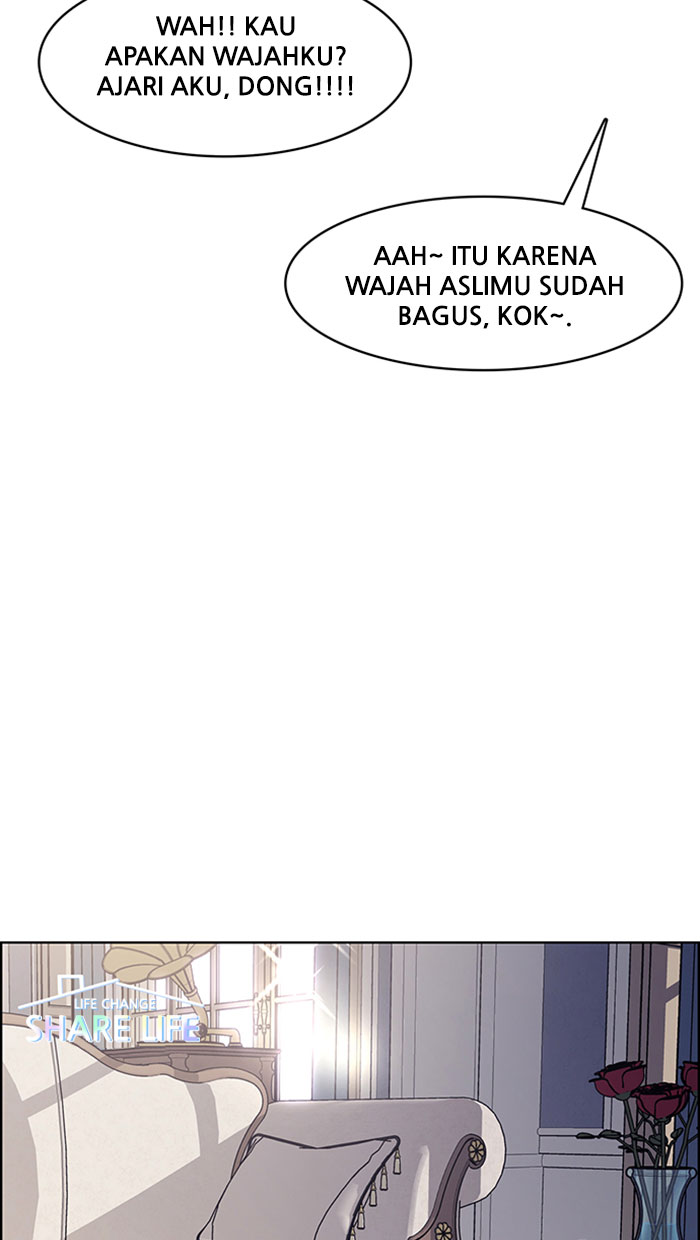 WAH!! KAU
APAKAN WAJAHKU?
AJARI AKU, DONG!!!!
AAH~ ITU KARENA
WAJAH ASLIMU SUDAH
BAGUS, KOK~.
LIFE CHANGE
SHARE LIFE